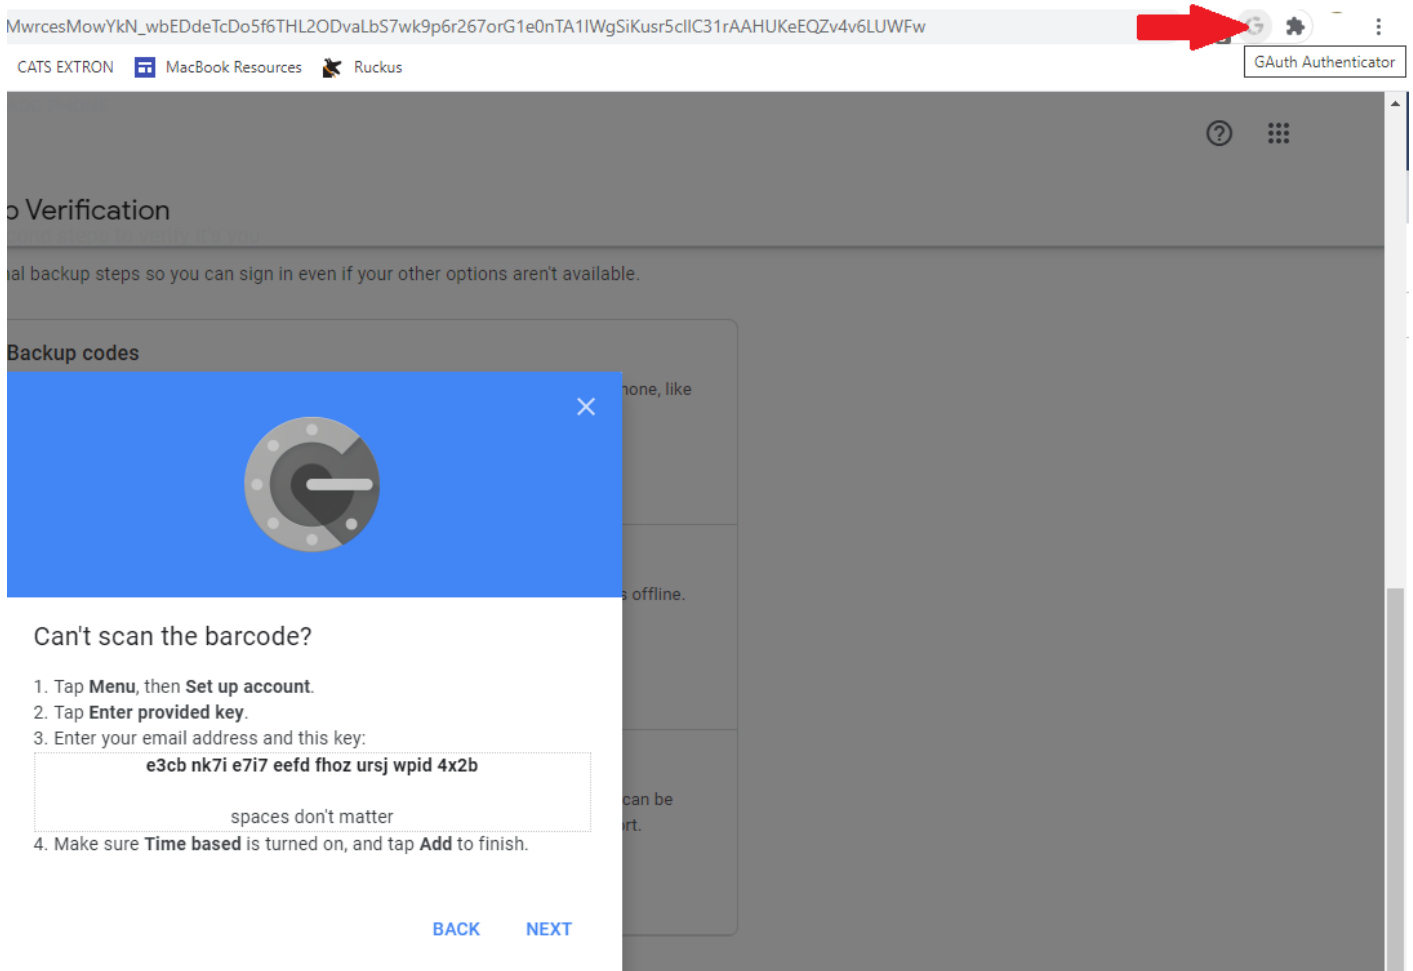 MwrcesMowYkN_wbEDdeTcDo5f6THL2ODvaLbS7wk9p6r267orG1e0nTA1IWgSiKusr5cIIC31rAAHUKeEQZv4v6LUWFw
GAuth Authenticator
CATS EXTRON MacBook Resources Ruckus
o Verification
nal backup steps so you can sign in even if your other options aren't available.
Backup codes
hone, like
s offline.
can be
ort.
Can't scan the barcode?
1. Tap Menu, then Set up account.
2. Tap Enter provided key.
3. Enter your email address and this key:
e3cb nk7i e7i7 eefd fhoz ursj wpid 4x2b
spaces don't matter
4. Make sure Time based is turned on, and tap Add to finish.
BACK NEXT